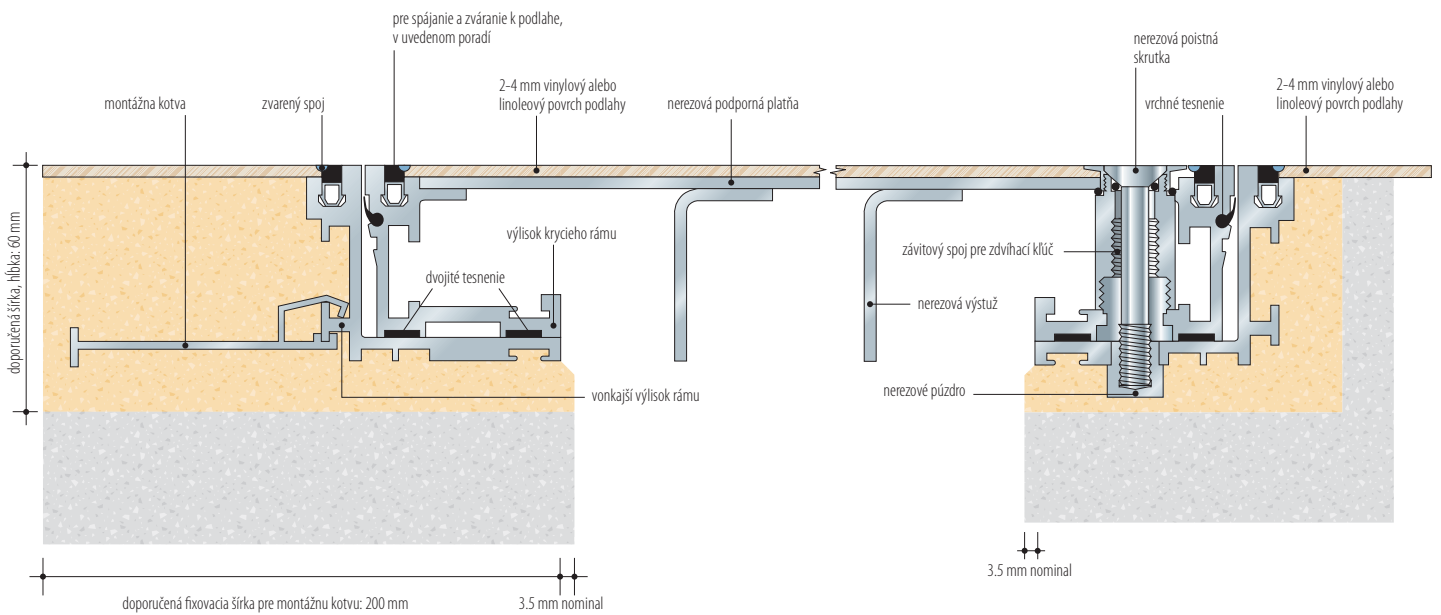 pre spájanie a zváranie k podlahe,
v uvedenom poradí
nerezová poistná
skrutka
montážna kotva
zvarený spoj
2-4 mm vinylový alebo
linoleový povrch podlahy
nerezová podporná platňa
vrchné tesnenie
2-4 mm vinylový alebo
linoleový povrch podlahy
doporučená šírka, hĺbka: 60 mm
výlisok krycieho rámu
dvojité tesnenie
závitový spoj pre zdvíhací kľúč
nerezová výstuž
vonkajší výlisok rámu
nerezové púzdro
3.5 mm nominal
doporučená fixovacia šírka pre montážnu kotvu: 200 mm
3.5 mm nominal